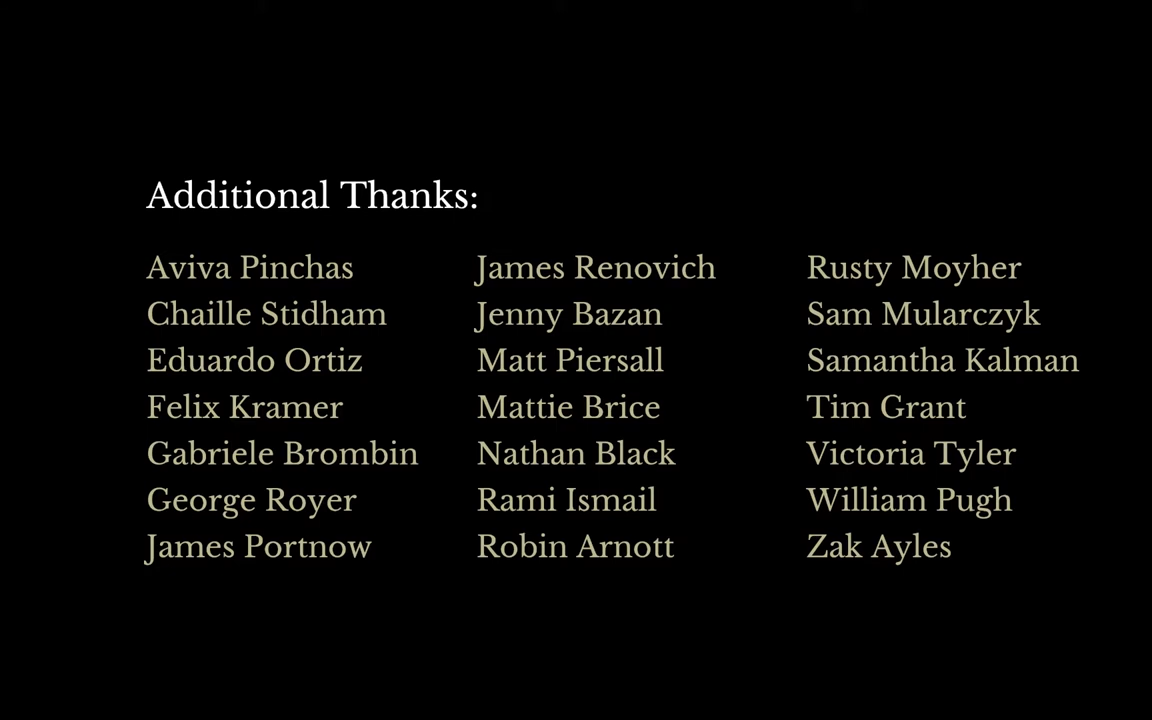 Additional Thanks:
Aviva Pinchas
Chaille Stidham
Eduardo Ortiz
Felix Kramer
Gabriele Brombin
George Royer
James Portnow
James Renovich
Jenny Bazan
Matt Piersall
Mattie Brice
Nathan Black
Rami Ismail
Robin Arnott
Rusty Moyher
Sam Mularczyk
Samantha Kalman
Tim Grant
Victoria Tyler
William Pugh
Zak Ayles